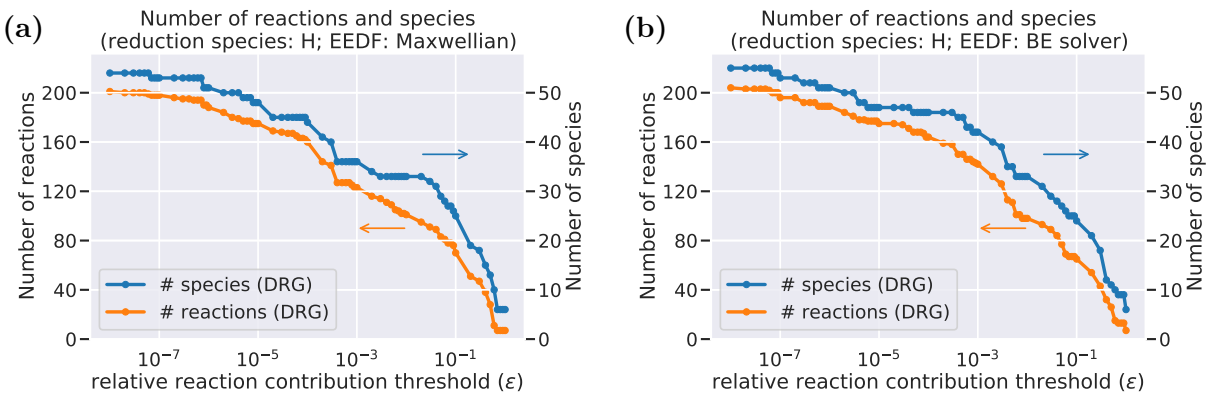 (a)
Number of reactions and species
(reduction species: H; EEDF: Maxwellian)
Number of reactions
200
160
120
80
40
0
50
40
30
20
10
0
Number of species
# species (DRG)
# reactions (DRG)
10⁻⁷
10⁻⁵
10⁻³
10⁻¹
relative reaction contribution threshold (ε)
(b)
Number of reactions and species
(reduction species: H; EEDF: BE solver)
Number of reactions
200
160
120
80
40
0
50
40
30
20
10
0
Number of species
# species (DRG)
# reactions (DRG)
10⁻⁷
10⁻⁵
10⁻³
10⁻¹
relative reaction contribution threshold (ε)